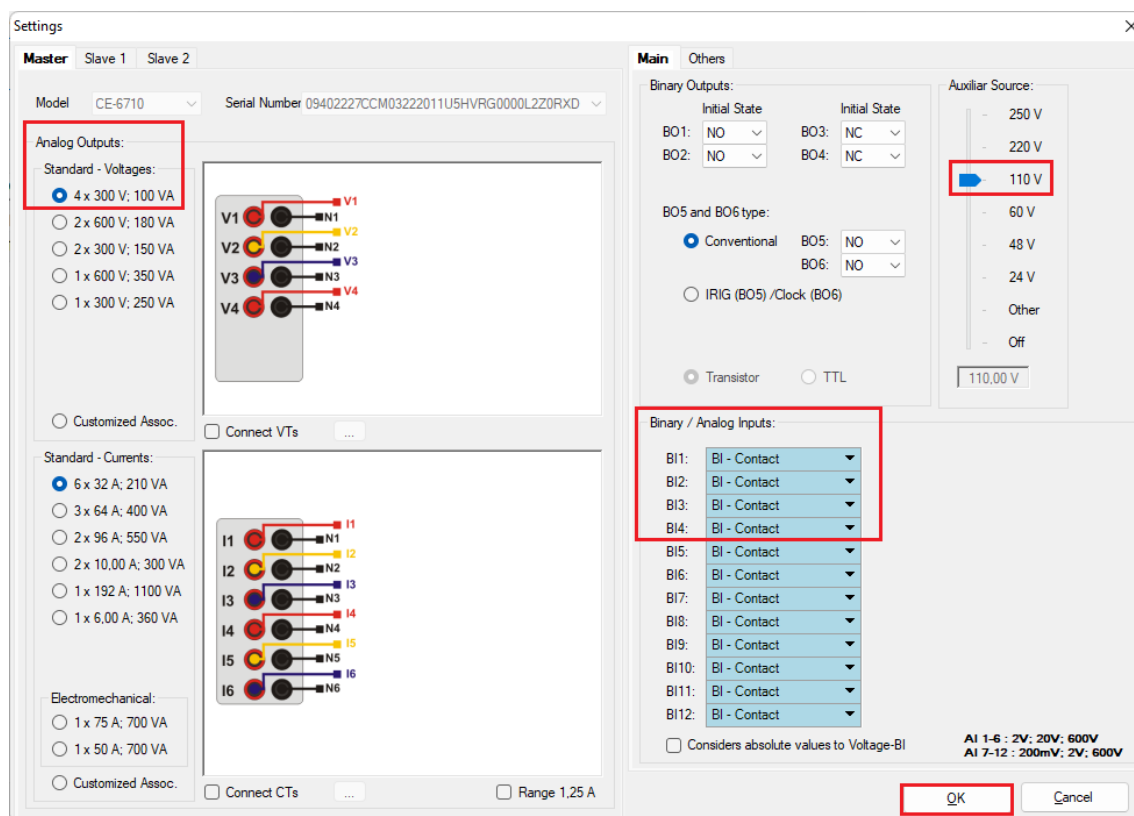 Settings
Master Slave 1 Slave 2
Model CE-6710 Serial Number 09402227CCM03222011U5HVRG0000L2Z0RXD
Analog Outputs:
Standard - Voltages:
4 x 300 V; 100 VA
2 x 600 V; 180 VA
2 x 300 V; 150 VA
1 x 600 V; 350 VA
1 x 300 V; 250 VA
Customized Assoc.
V1 N1 V1
V2 N2 V2
V3 N3 V3
V4 N4 V4
Connect VTs ...
Standard - Currents:
6 x 32 A; 210 VA
3 x 64 A; 400 VA
2 x 96 A; 550 VA
2 x 10,00 A; 300 VA
1 x 192 A; 1100 VA
1 x 6,00 A; 360 VA
Electromechanical:
1 x 75 A; 700 VA
1 x 50 A; 700 VA
Customized Assoc.
I1 N1 I1
I2 N2 I2
I3 N3 I3
I4 N4 I4
I5 N5 I5
I6 N6 I6
Connect CTs ... Range 1,25 A
Main Others
Binary Outputs:
Initial State Initial State
BO1: NO BO3: NC
BO2: NO BO4: NC
BO5 and BO6 type:
Conventional BO5: NO
BO6: NO
IRIG (BO5) /Clock (BO6)
Transistor TTL
Auxiliar Source:
250 V
220 V
110 V
60 V
48 V
24 V
Other
Off
110,00 V
Binary / Analog Inputs:
BI1: BI - Contact
BI2: BI - Contact
BI3: BI - Contact
BI4: BI - Contact
BI5: BI - Contact
BI6: BI - Contact
BI7: BI - Contact
BI8: BI - Contact
BI9: BI - Contact
BI10: BI - Contact
BI11: BI - Contact
BI12: BI - Contact
Considers absolute values to Voltage-BI
AI 1-6 : 2V; 20V; 600V
AI 7-12 : 200mV; 2V; 600V
OK Cancel